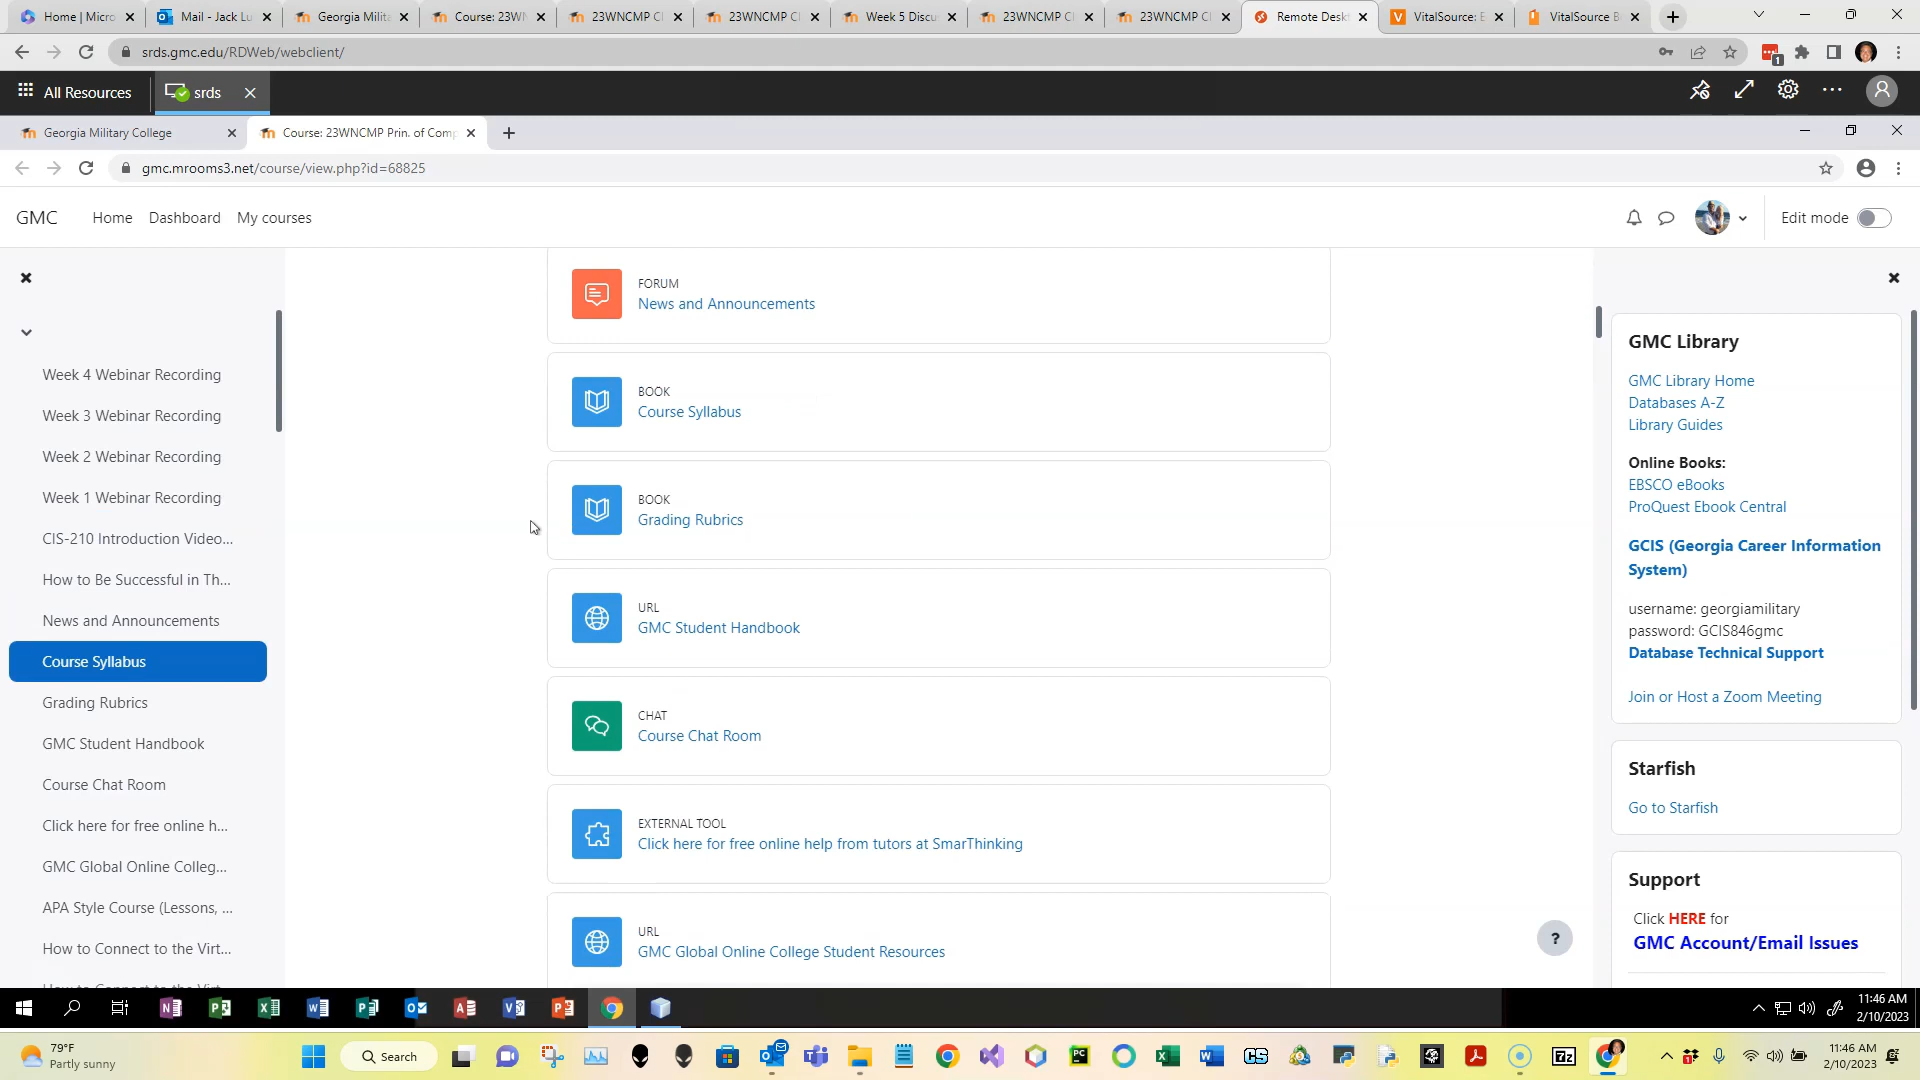 Home | Micro
Mail - Jack Lu
Georgia Milit
Course: 23WN
23WNCMP C
23WNCMP C
Week 5 Discu
23WNCMP C
23WNCMP C
Remote Desk
VitalSource: E
VitalSource B
srds.gmc.edu/RDWeb/webclient/
All Resources
srds
Georgia Military College
Course: 23WNCMP Prin. of Comp
gmc.mrooms3.net/course/view.php?id=68825
GMC
Home
Dashboard
My courses
Edit mode
Week 4 Webinar Recording
Week 3 Webinar Recording
Week 2 Webinar Recording
Week 1 Webinar Recording
CIS-210 Introduction Video...
How to Be Successful in Th...
News and Announcements
Course Syllabus
Grading Rubrics
GMC Student Handbook
Course Chat Room
Click here for free online h...
GMC Global Online Colleg...
APA Style Course (Lessons, ...
How to Connect to the Virt...
FORUM
News and Announcements
BOOK
Course Syllabus
BOOK
Grading Rubrics
URL
GMC Student Handbook
CHAT
Course Chat Room
EXTERNAL TOOL
Click here for free online help from tutors at SmarThinking
URL
GMC Global Online College Student Resources
?
GMC Library
GMC Library Home
Databases A-Z
Library Guides
Online Books:
EBSCO eBooks
ProQuest Ebook Central
GCIS (Georgia Career Information
System)
username: georgiamilitary
password: GCIS846gmc
Database Technical Support
Join or Host a Zoom Meeting
Starfish
Go to Starfish
Support
Click HERE for
GMC Account/Email Issues
11:46 AM
2/10/2023
79°F
Partly sunny
Search
11:46 AM
2/10/2023